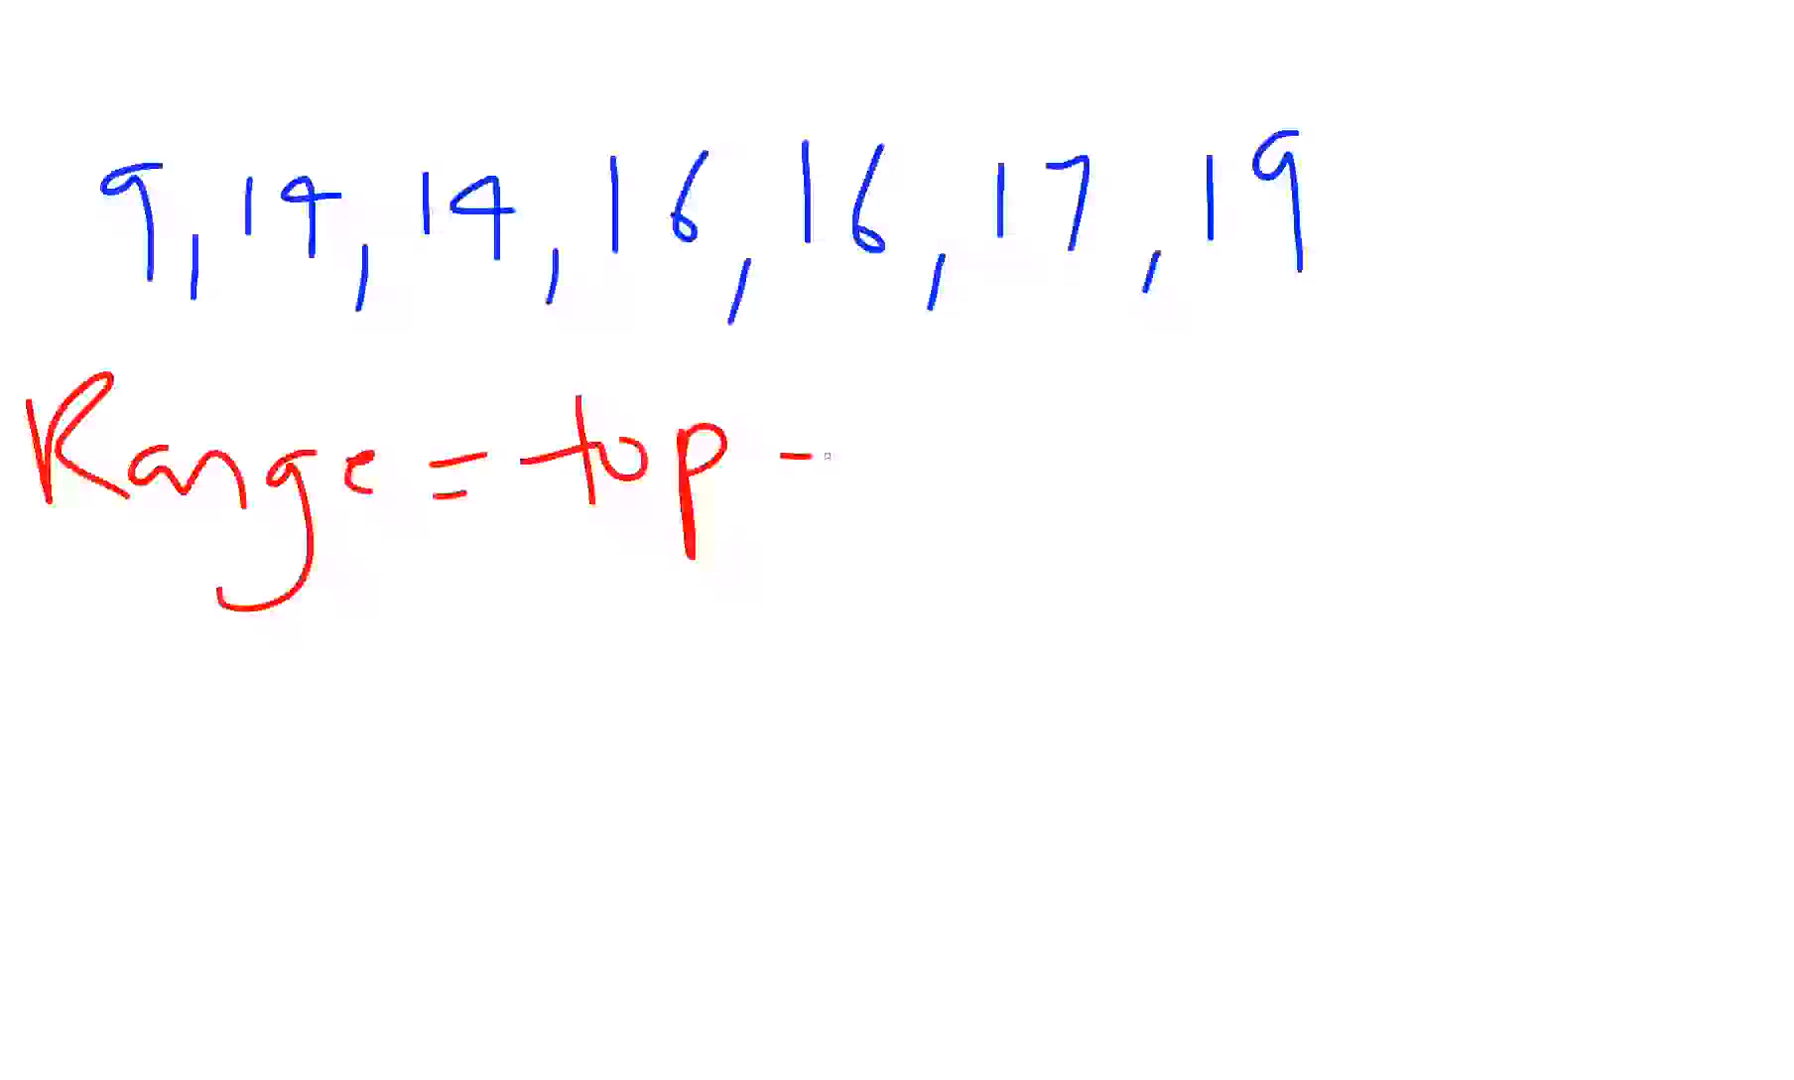 9, 14, 14, 16, 16, 17, 19
Range = top -